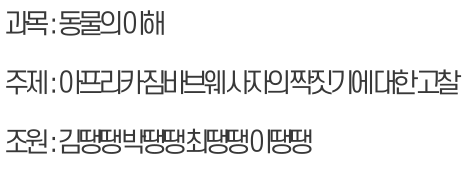 과목 : 동물의 이해
주제 : 아프리카 짐바브웨 사자의 짝짓기에 대한 고찰
조원 : 김땡땡 박땡땡 최땡땡 이땡땡